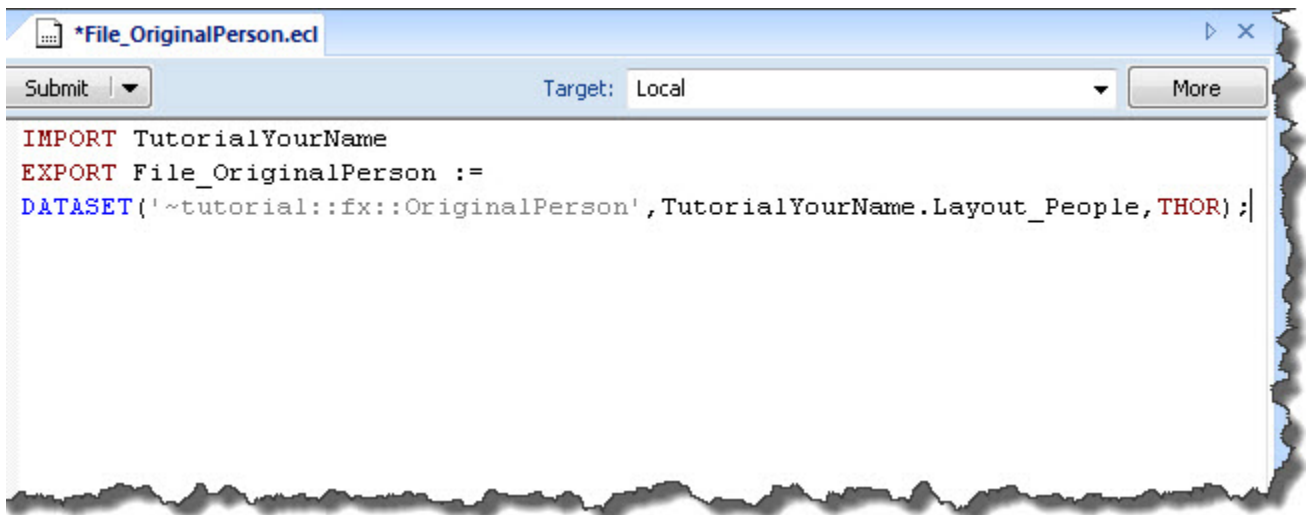 *File_OriginalPerson.ecl
Submit Target: Local More
IMPORT TutorialYourName
EXPORT File_OriginalPerson :=
DATASET('~tutorial::fx::OriginalPerson',TutorialYourName.Layout_People,THOR);